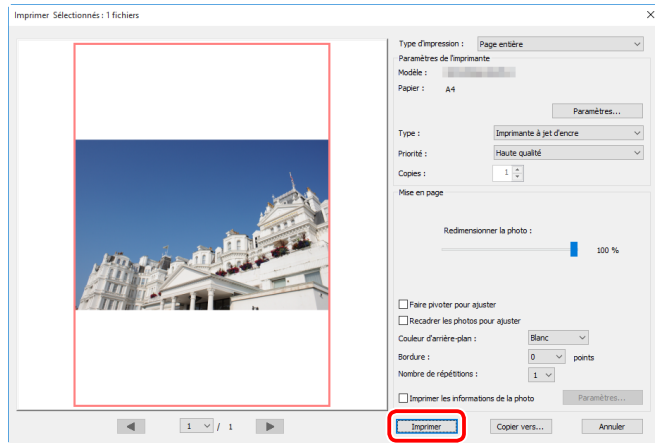 Imprimer Sélectionnés : 1 fichiers
Type d'impression : Page entière
Paramètres de l'imprimante
Modèle :
Papier : A4
Paramètres...
Type : Imprimante à jet d'encre
Priorité : Haute qualité
Copies : 1
Mise en page
Redimensionner la photo :
100 %
Faire pivoter pour ajuster
Recadrer les photos pour ajuster
Couleur d'arrière-plan : Blanc
Bordure : 0 points
Nombre de répétitions : 1
Imprimer les informations de la photo Paramètres...
1 / 1
Imprimer Copier vers... Annuler